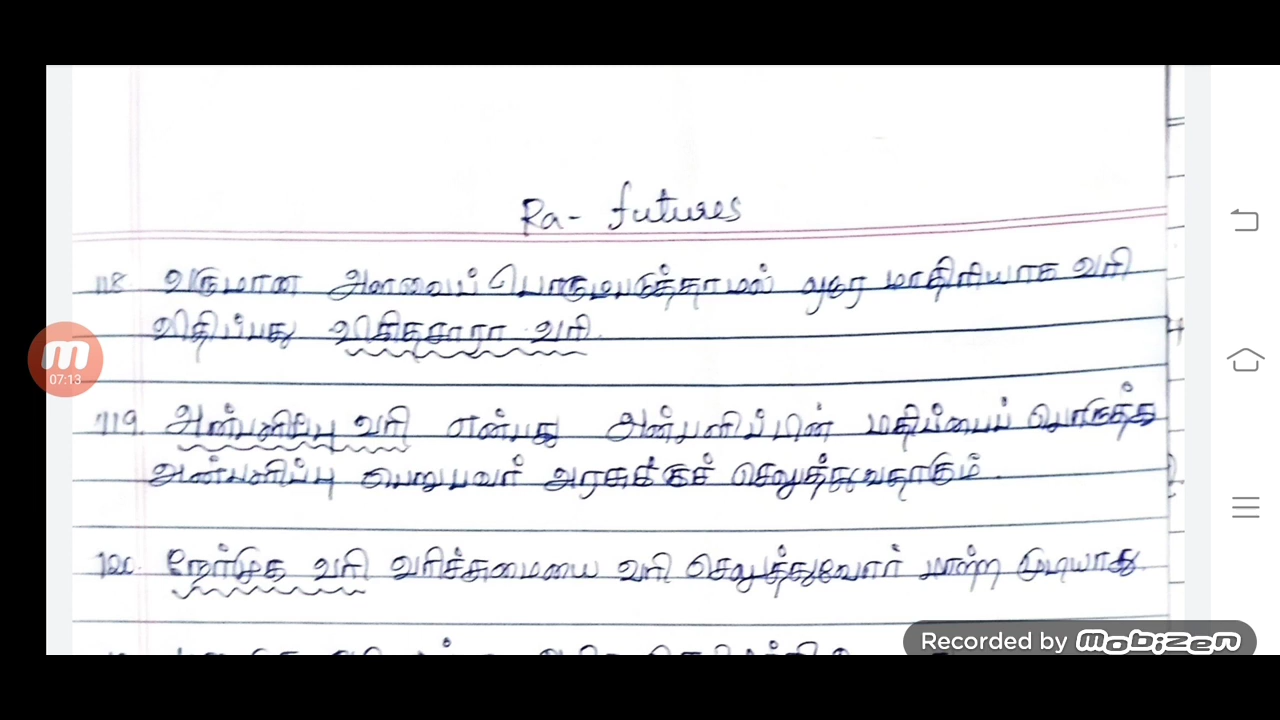 Ra- futures
118. வருமான அளவைப் பொருமபடுத்தாமல் ஒரே மாதிரியாக வரி
விதிப்பது விகிதசாரா வரி.
119. அன்பளிப்பு வரி என்பது அன்பளிப்பின் மதிப்பைப் பொருத்து
அன்பளிப்பு பெறுபவர் அரசுக்குச் செலுத்துவதாகும்.
120. நேர்முக வரி வரிச்சுமையை வரி செலுத்துவோர் மாற்ற முடியாது.
07:13
Recorded by mobizen